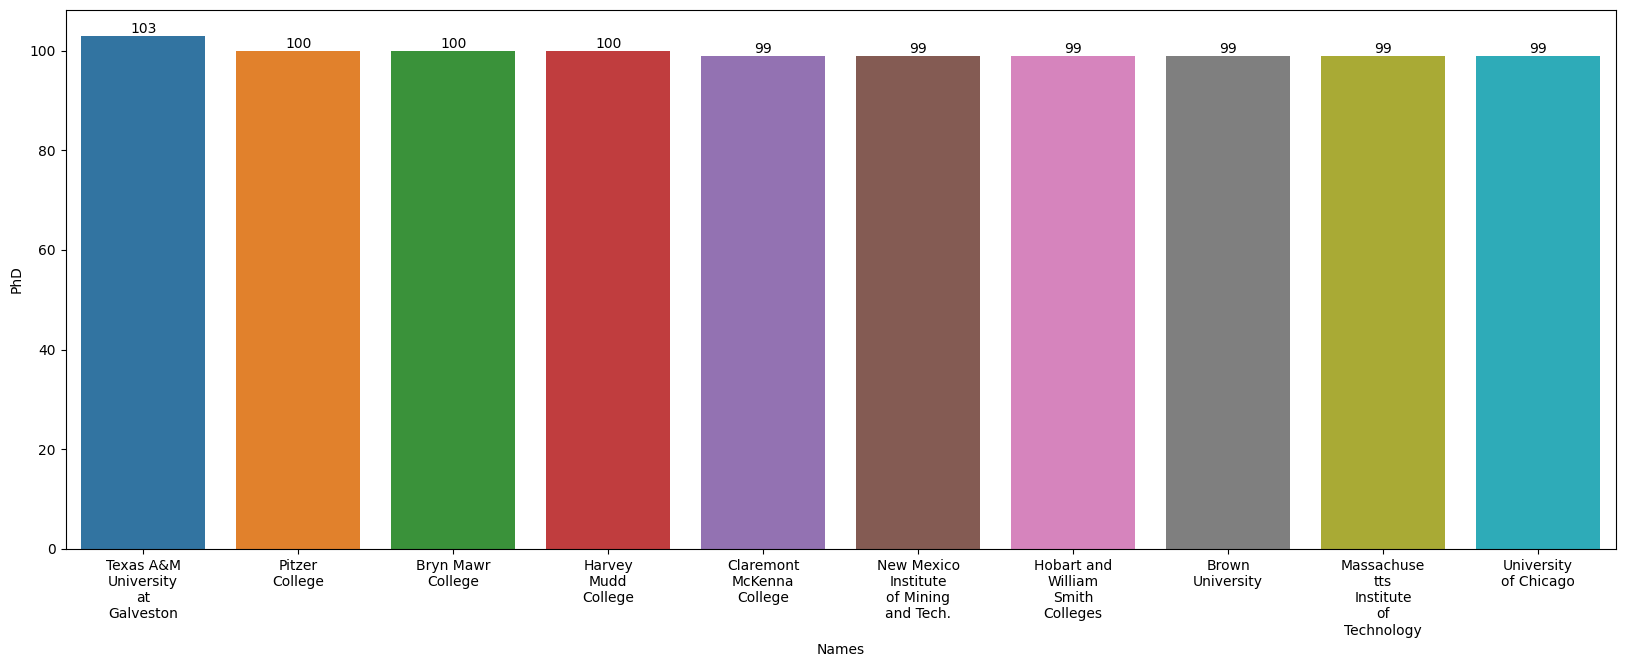 103
100
100
100
99
99
99
99
99
99
100
80
60
40
20
0
PhD
Texas A&M
University
at
Galveston
Pitzer
College
Bryn Mawr
College
Harvey
Mudd
College
Claremont
McKenna
College
New Mexico
Institute
of Mining
and Tech.
Hobart and
William
Smith
Colleges
Brown
University
Massachuse
tts
Institute
of
Technology
University
of Chicago
Names